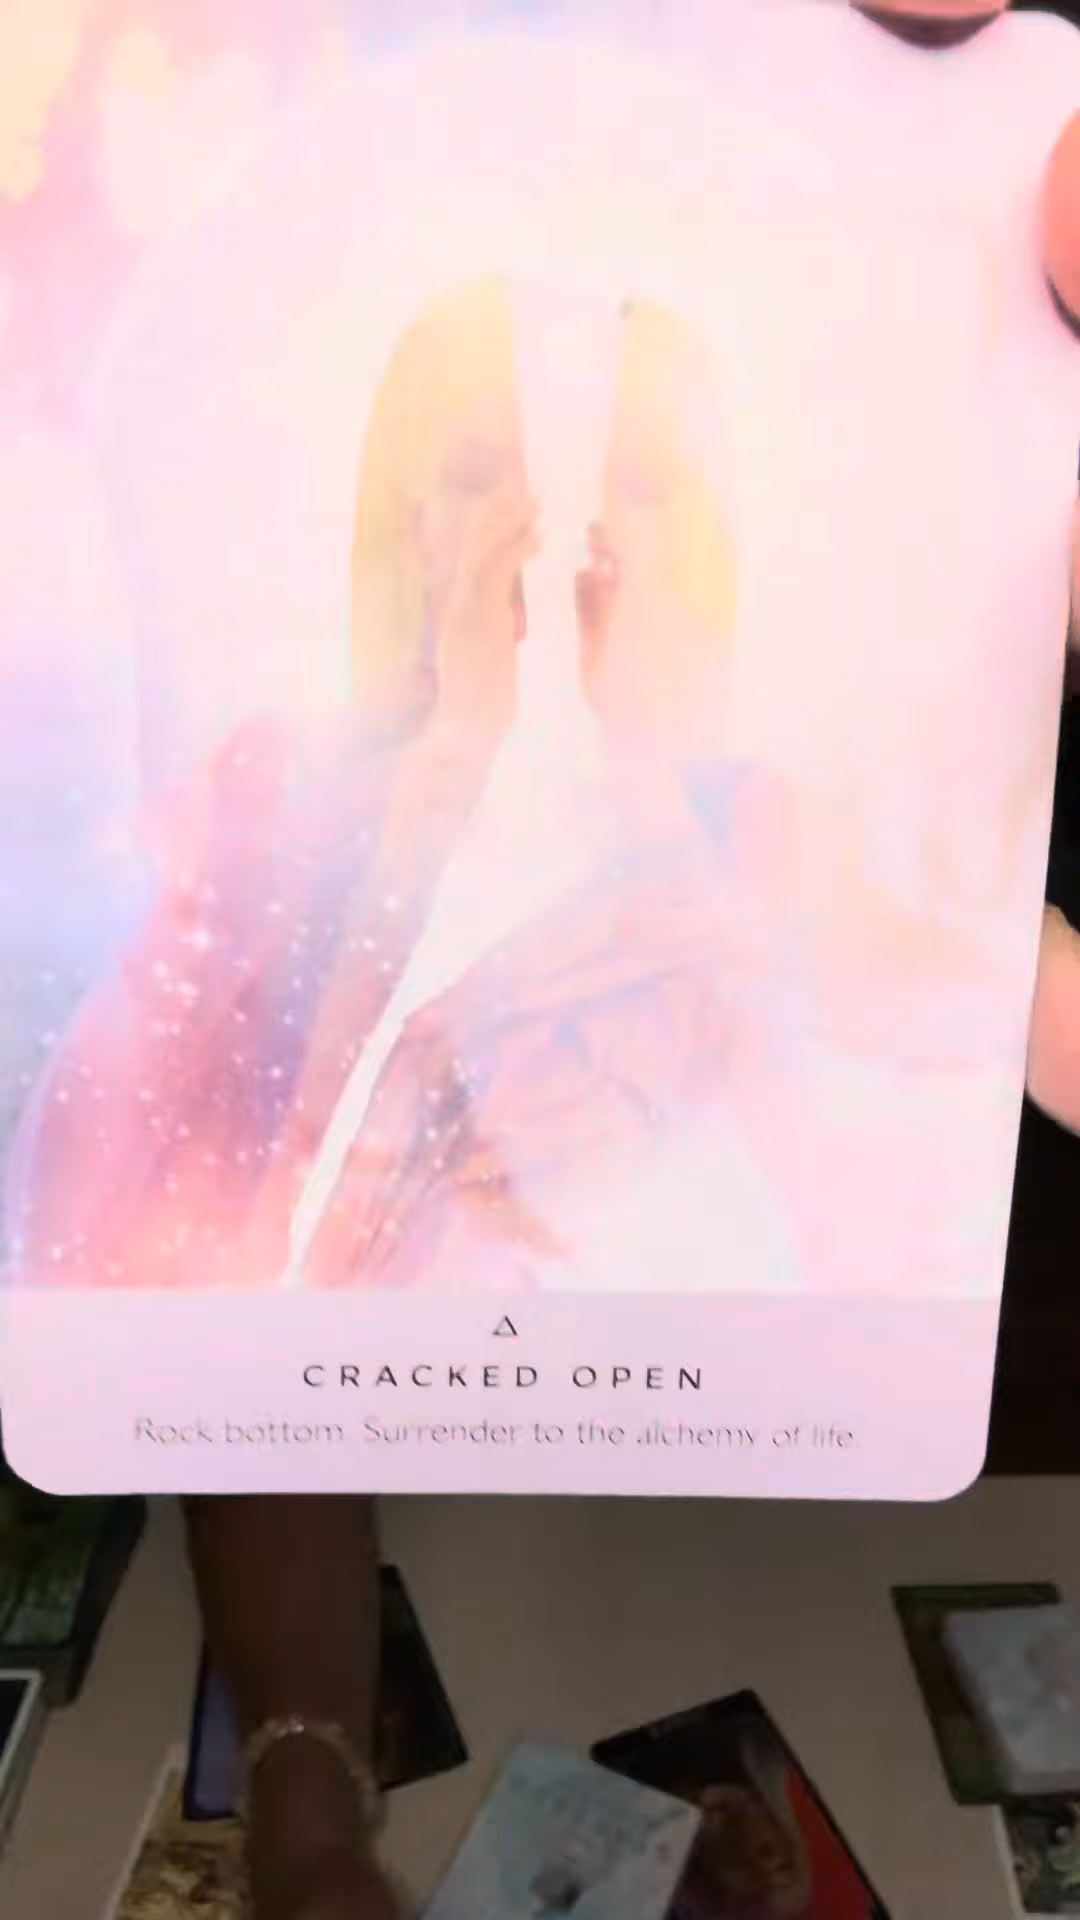 CRACKED OPEN
Rock bottom. Surrender to the alchemy of life.